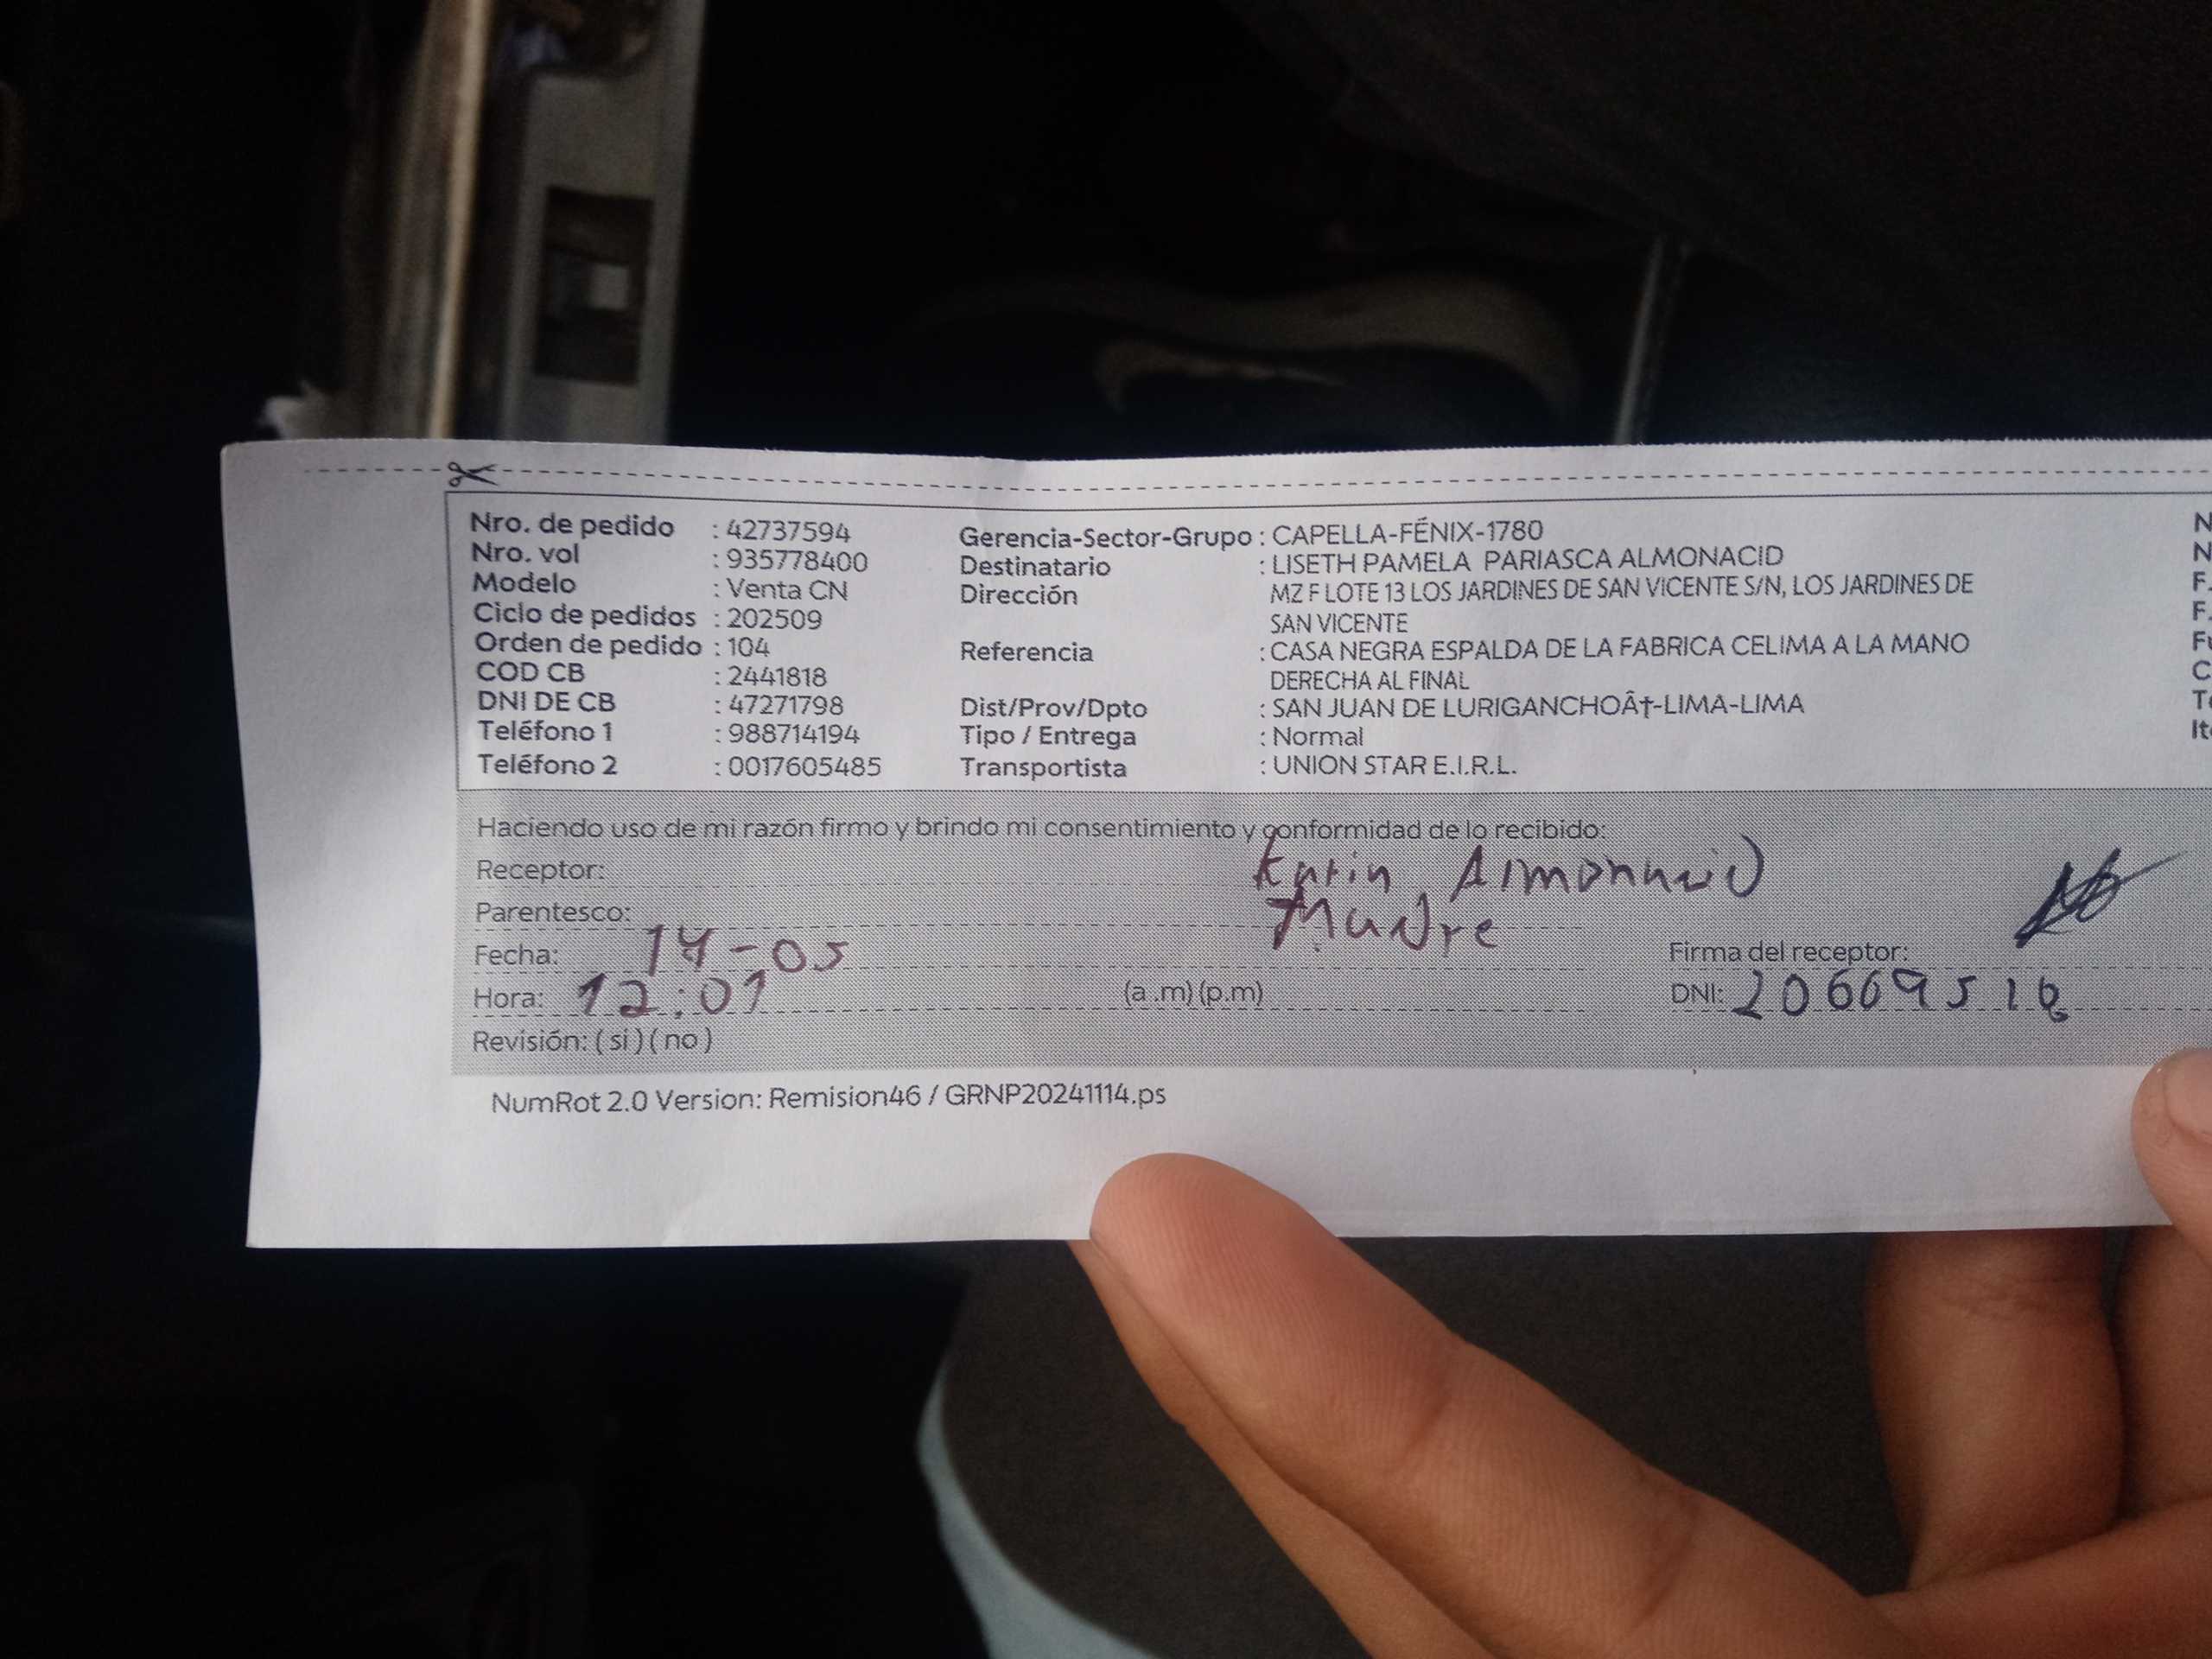 Nro. de pedido : 42737594
Nro. vol : 935778400
Modelo : Venta CN
Ciclo de pedidos : 202509
Orden de pedido : 104
COD CB : 2441818
DNI DE CB : 47271798
Teléfono 1 : 988714194
Teléfono 2 : 0017605485
Gerencia-Sector-Grupo : CAPELLA-FÉNIX-1780
Destinatario : LISETH PAMELA PARIASCA ALMONACID
Dirección MZ F LOTE 13 LOS JARDINES DE SAN VICENTE S/N, LOS JARDINES DE
SAN VICENTE
Referencia : CASA NEGRA ESPALDA DE LA FABRICA CELIMA A LA MANO
DERECHA AL FINAL
Dist/Prov/Dpto : SAN JUAN DE LURIGANCHOÂ†-LIMA-LIMA
Tipo / Entrega : Normal
Transportista : UNION STAR E.I.R.L.
N
N
F.
F.
Fu
C
Te
Ite
Haciendo uso de mi razón firmo y brindo mi consentimiento y conformidad de lo recibido:
Receptor: Karin Almonacid
Parentesco: Madre
Fecha: 14-05
Hora: 12:01 (a .m) (p.m)
Revisión: ( si ) ( no )
Firma del receptor:
DNI: 20669516
NumRot 2.0 Version: Remision46 / GRNP20241114.ps